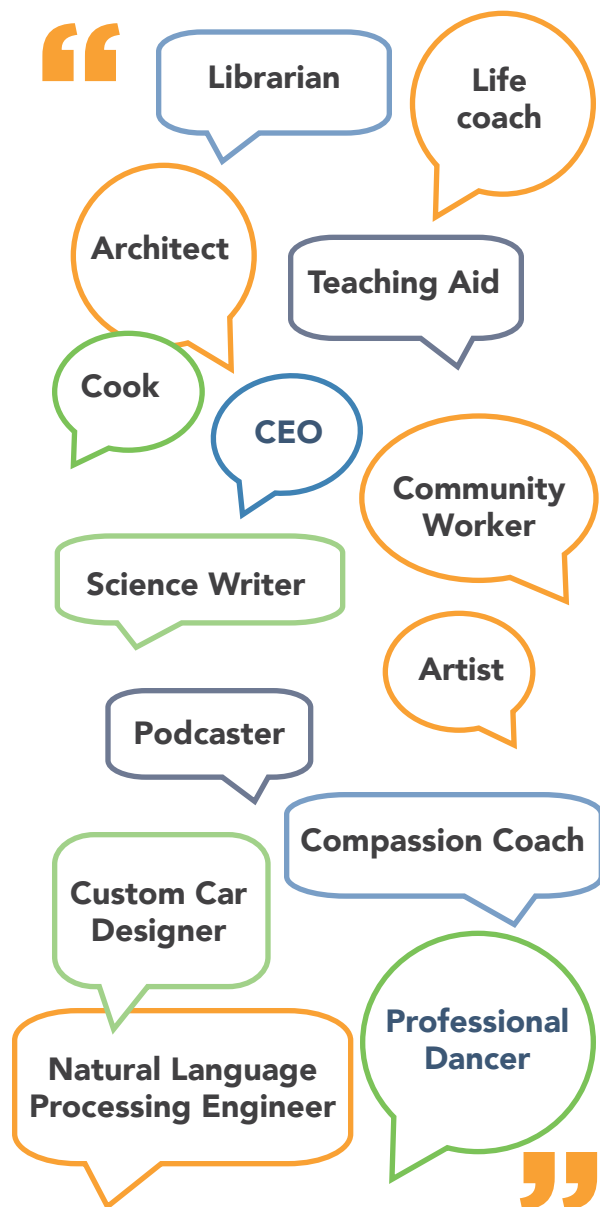 “
Librarian
Life
coach
Architect
Teaching Aid
Cook
CEO
Community
Worker
Science Writer
Artist
Podcaster
Compassion Coach
Custom Car
Designer
Professional
Dancer
Natural Language
Processing Engineer
”